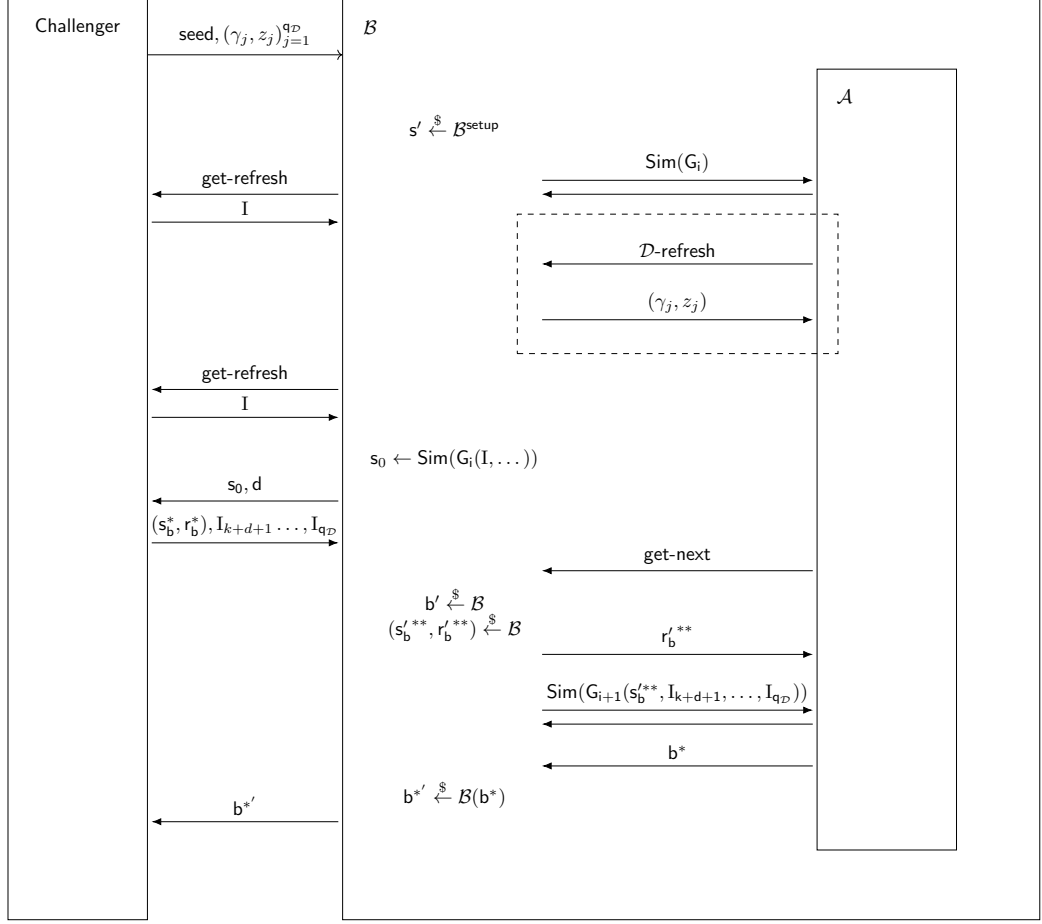 Challenger
seed, (γ_j, z_j)_{j=1}^{q_𝒟}
ℬ
𝒜
s′ ←$ ℬ^{setup}
Sim(G_i)
get-refresh
I
𝒟-refresh
(γ_j, z_j)
get-refresh
I
s_0 ← Sim(G_i(I, …))
s_0, d
(s_b^*, r_b^*), I_{k+d+1} …, I_{q_𝒟}
get-next
b′ ←$ ℬ
(s′_b^{**}, r′_b^{**}) ←$ ℬ
r′_b^{**}
Sim(G_{i+1}(s′_b^{**}, I_{k+d+1}, …, I_{q_𝒟}))
b^*
b^{*′} ←$ ℬ(b^*)
b^{*′}